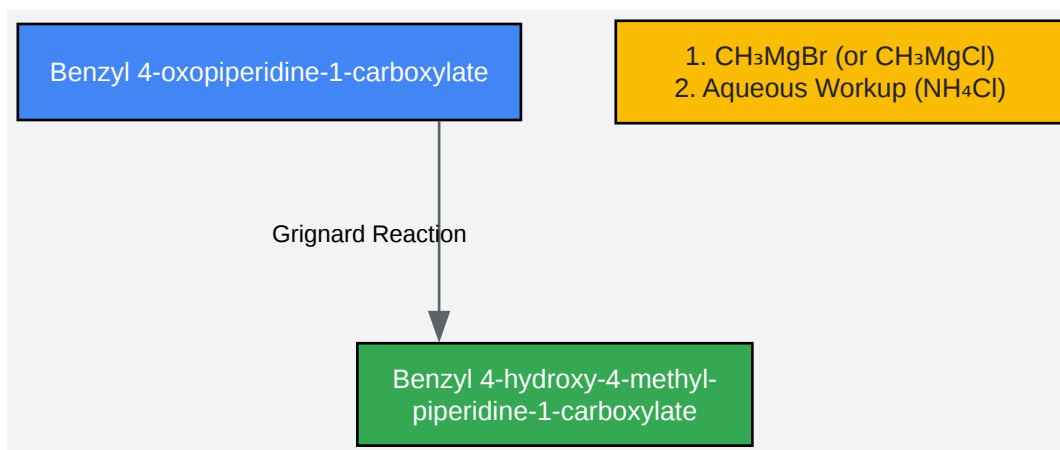 Benzyl 4-oxopiperidine-1-carboxylate
1. CH₃MgBr (or CH₃MgCl)
2. Aqueous Workup (NH₄Cl)
Grignard Reaction
Benzyl 4-hydroxy-4-methyl-
piperidine-1-carboxylate